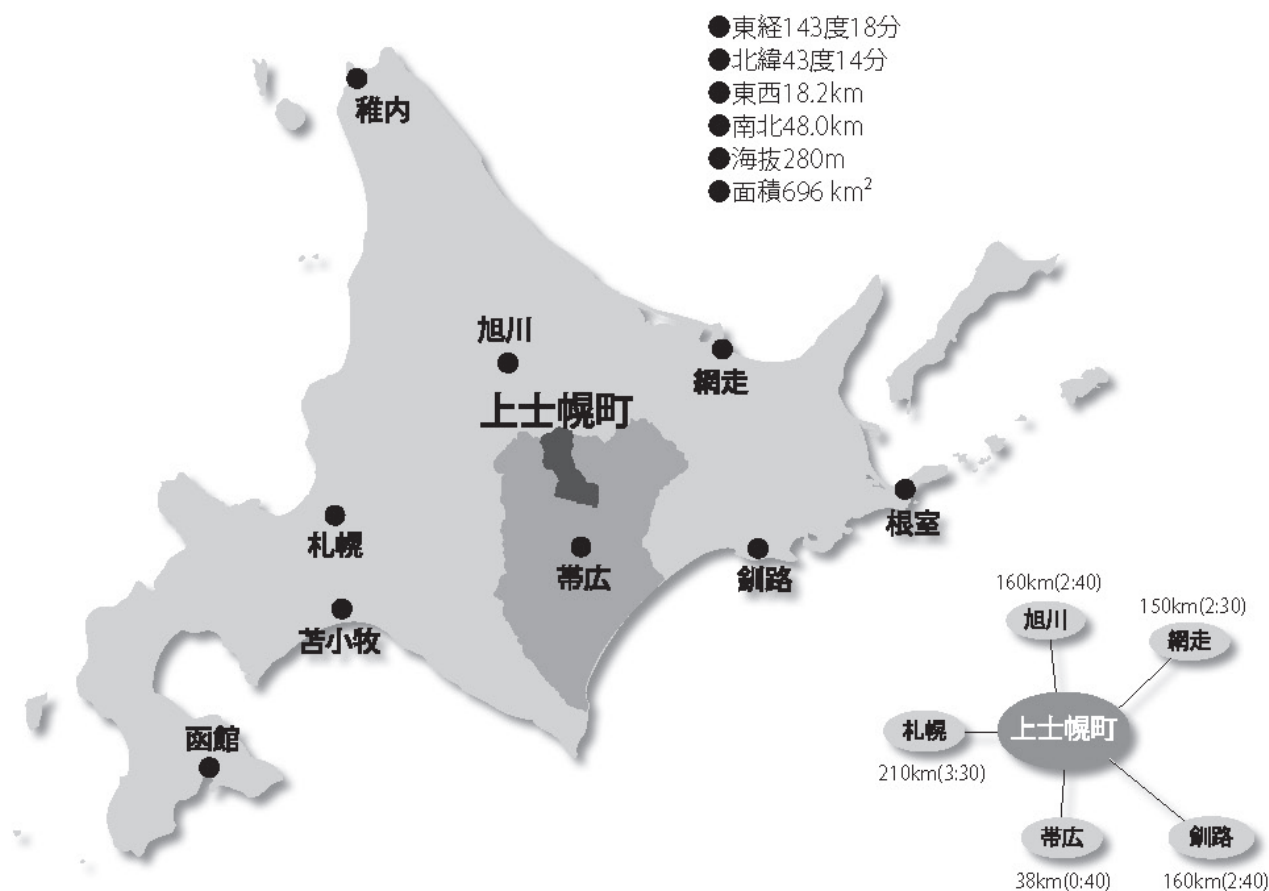 ●東経143度18分
●北緯43度14分
●東西18.2km
●南北48.0km
●海抜280m
●面積696 km²
稚内
旭川
網走
上士幌町
札幌
帯広
釧路
根室
苫小牧
函館
160km(2:40)
旭川
150km(2:30)
網走
札幌
210km(3:30)
上士幌町
帯広
38km(0:40)
釧路
160km(2:40)